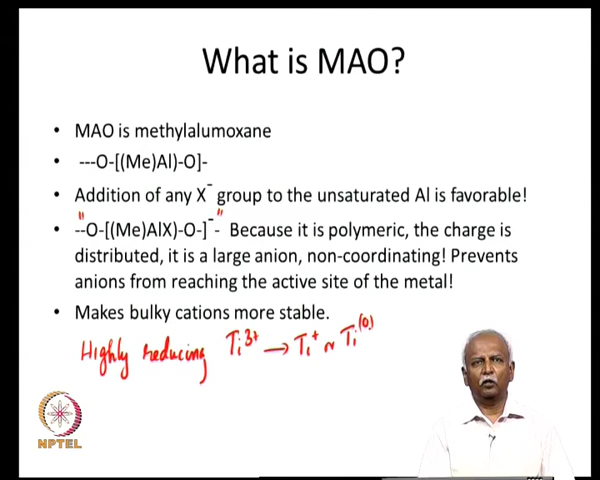 What is MAO?
• MAO is methylalumoxane
• ---O-[(Me)Al)-O]-
• Addition of any X⁻ group to the unsaturated Al is favorable!
• --O-[(Me)AlX)-O-]⁻- Because it is polymeric, the charge is
distributed, it is a large anion, non-coordinating! Prevents
anions from reaching the active site of the metal!
• Makes bulky cations more stable.
Highly reducing Ti³⁺ → Ti⁺ ~ Ti⁽⁰⁾
NPTEL